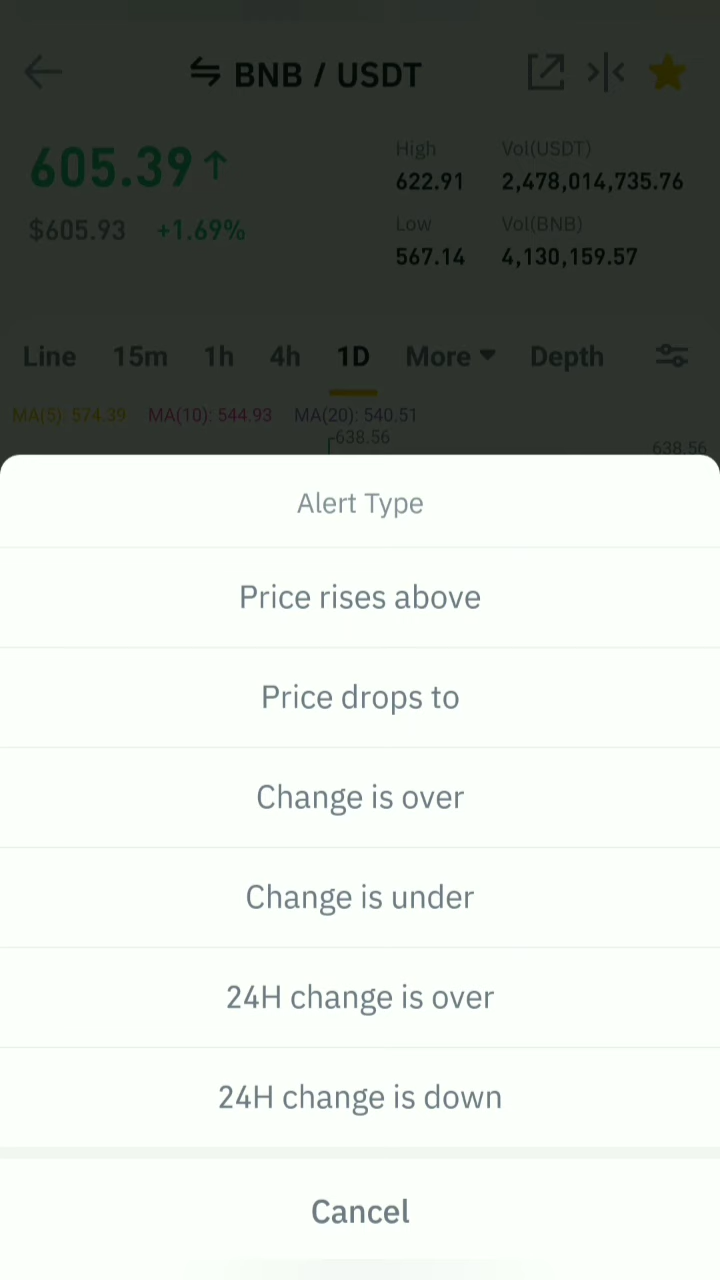 BNB / USDT
605.39
$605.93 +1.69%
High
622.91
Low
567.14
Vol(USDT)
2,478,014,735.76
Vol(BNB)
4,130,159.57
Line 15m 1h 4h 1D More Depth
MA(5): 574.39 MA(10): 544.93 MA(20): 540.51
638.56
638.56
Alert Type
Price rises above
Price drops to
Change is over
Change is under
24H change is over
24H change is down
Cancel